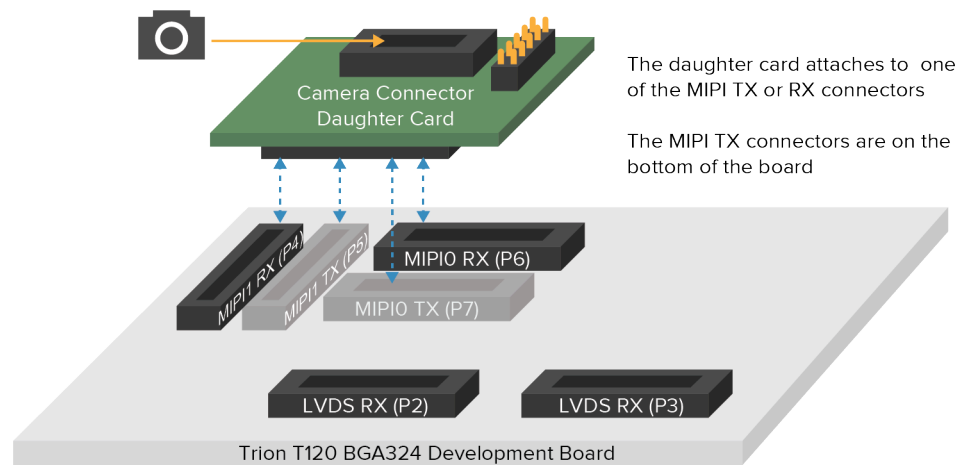 The daughter card attaches to one
of the MIPI TX or RX connectors
The MIPI TX connectors are on the
bottom of the board
Camera Connector
Daughter Card
MIPI1 RX (P4)
MIPI1 TX (P5)
MIPI0 RX (P6)
MIPI0 TX (P7)
LVDS RX (P2)
LVDS RX (P3)
Trion T120 BGA324 Development Board